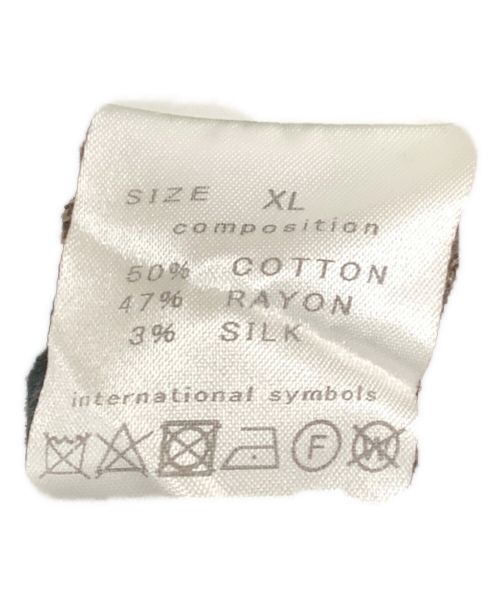 SIZE XL
composition
50% COTTON
47% RAYON
3% SILK
international symbols
F W